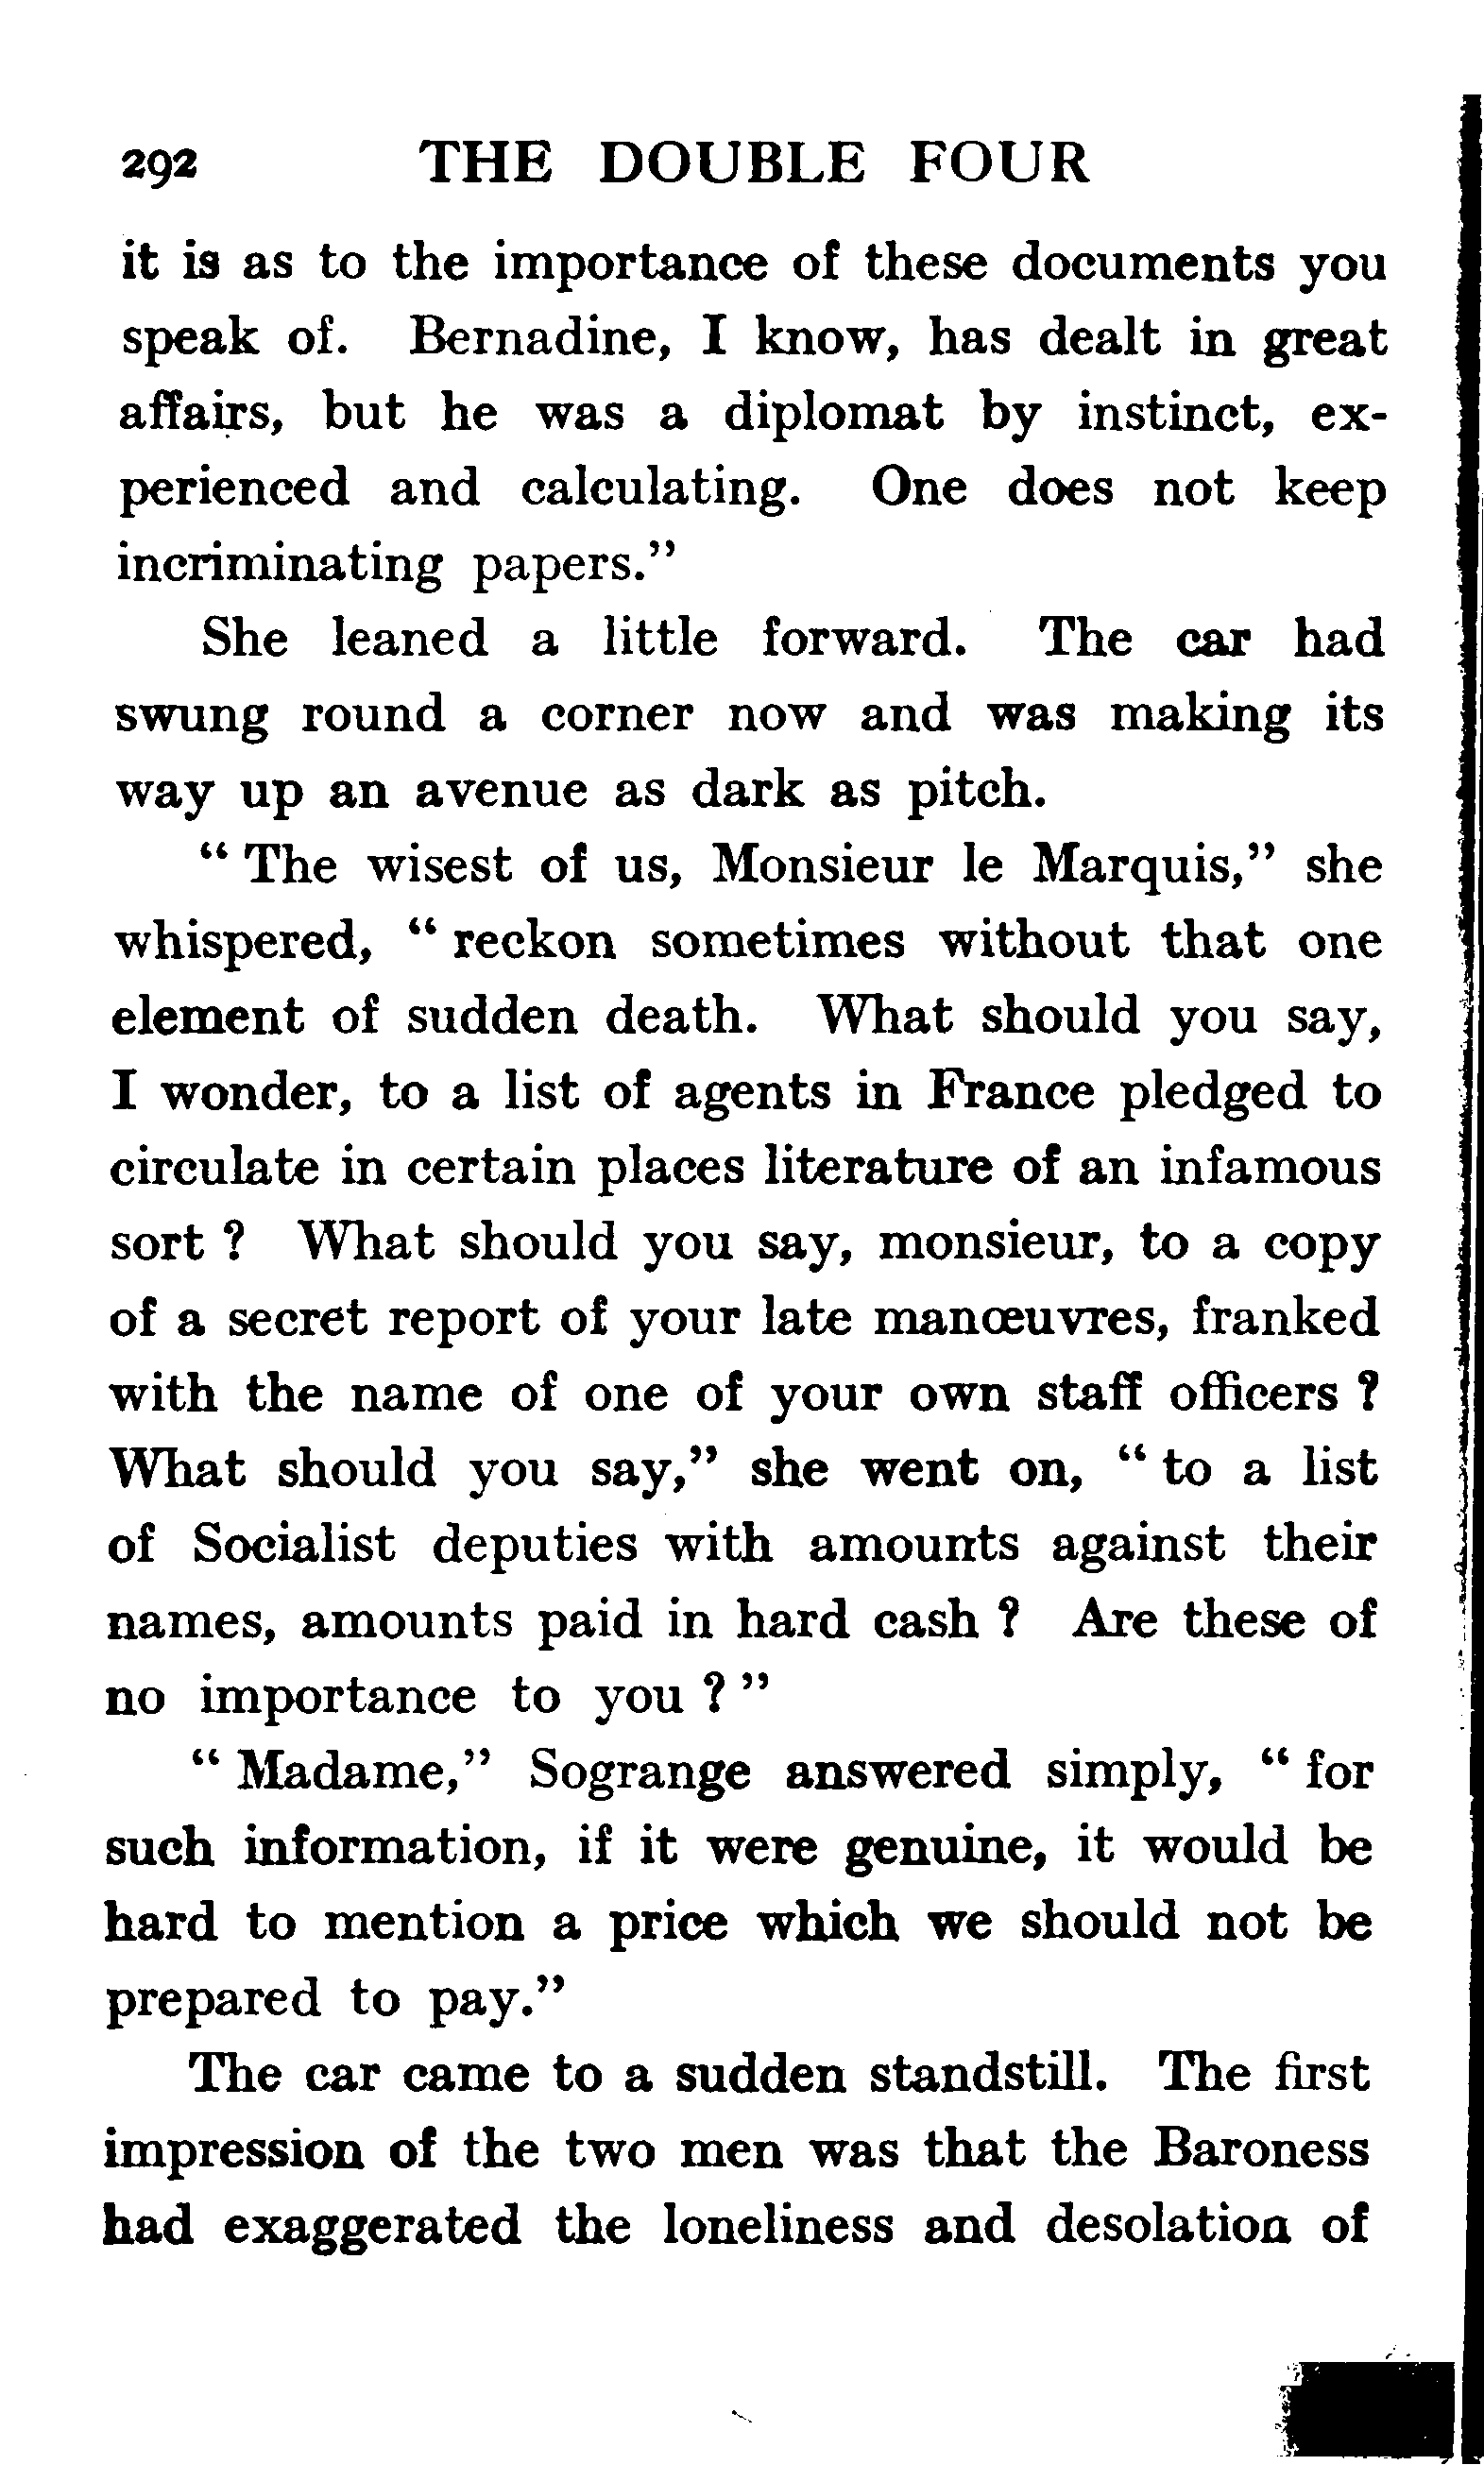 292 THE DOUBLE FOUR
it is as to the importance of these documents you
speak of. Bernadine, I know, has dealt in great
affairs, but he was a diplomat by instinct, ex-
perienced and calculating. One does not keep
incriminating papers."
She leaned a little forward. The car had
swung round a corner now and was making its
way up an avenue as dark as pitch.
" The wisest of us, Monsieur le Marquis," she
whispered, " reckon sometimes without that one
element of sudden death. What should you say,
I wonder, to a list of agents in France pledged to
circulate in certain places literature of an infamous
sort ? What should you say, monsieur, to a copy
of a secret report of your late manœuvres, franked
with the name of one of your own staff officers ?
What should you say," she went on, " to a list
of Socialist deputies with amounts against their
names, amounts paid in hard cash ? Are these of
no importance to you ? "
" Madame," Sogrange answered simply, " for
such information, if it were genuine, it would be
hard to mention a price which we should not be
prepared to pay."
The car came to a sudden standstill. The first
impression of the two men was that the Baroness
had exaggerated the loneliness and desolation of